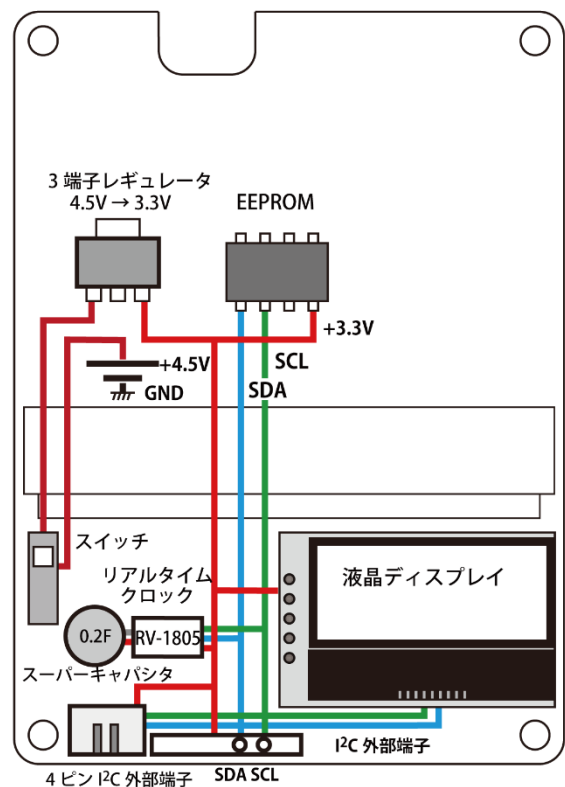 3 端子レギュレータ
4.5V → 3.3V
EEPROM
+3.3V
SCL
+4.5V
SDA
GND
スイッチ
リアルタイム
クロック
液晶ディスプレイ
0.2F
RV-1805
スーパーキャパシタ
I²C 外部端子
4 ピン I²C 外部端子
SDA SCL